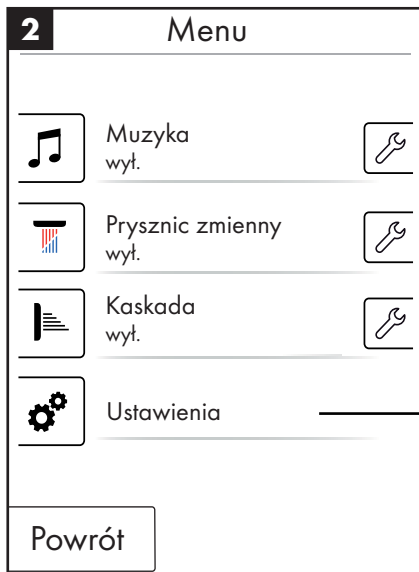 2
Menu
Muzyka
wył.
Prysznic zmienny
wył.
Kaskada
wył.
Ustawienia
Powrót